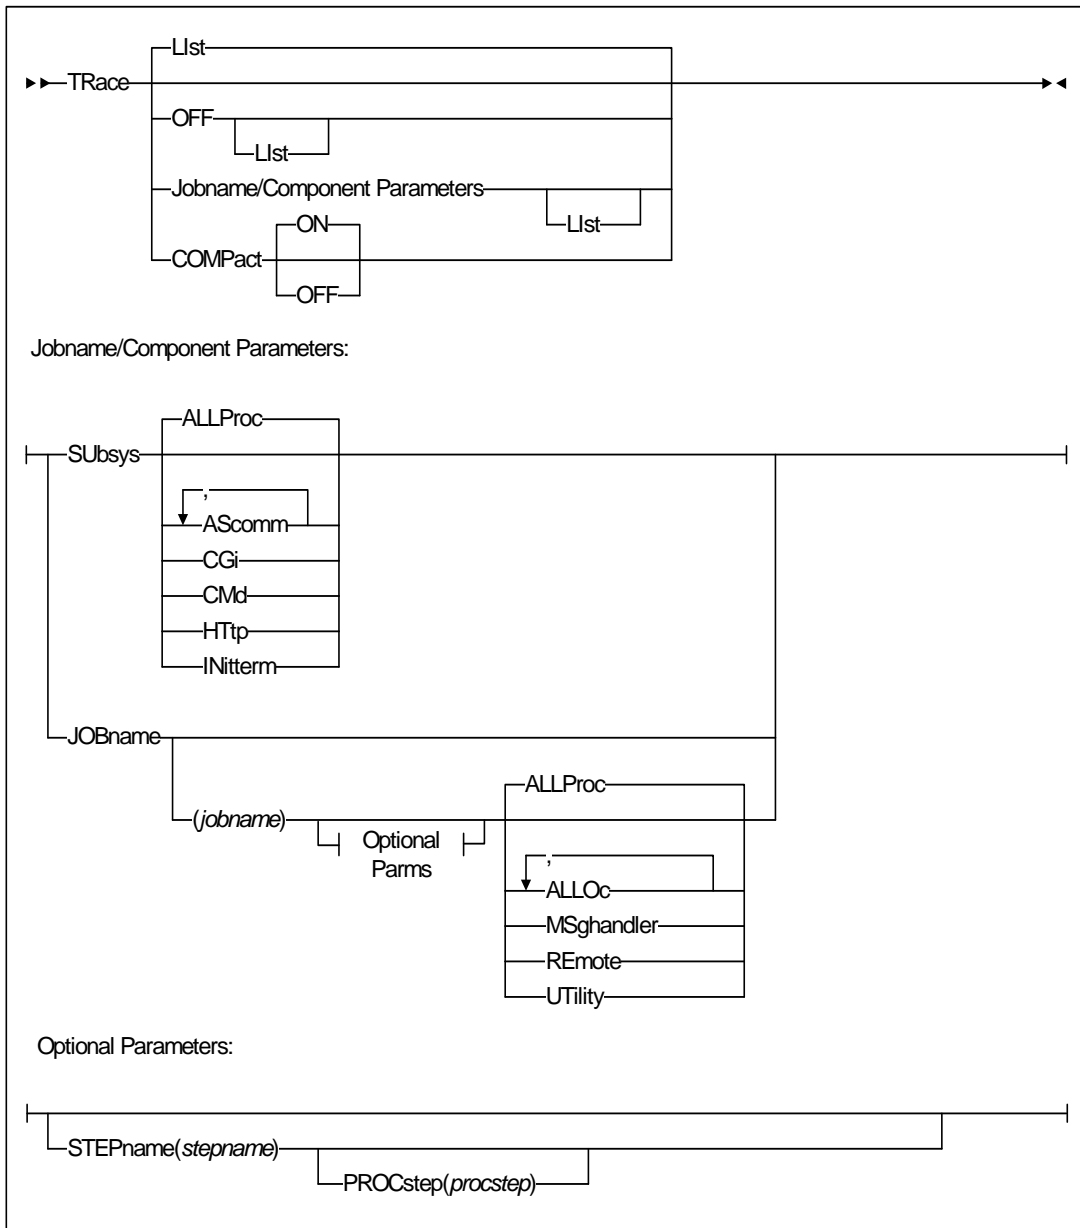 LIst
TRace
OFF
LIst
Jobname/Component Parameters
LIst
ON
COMPact
OFF
Jobname/Component Parameters:
ALLProc
SUbsys
,
AScomm
CGi
CMd
HTtp
INitterm
JOBname
ALLProc
(jobname)
Optional
Parms
,
ALLOc
MSghandler
REmote
UTility
Optional Parameters:
STEPname(stepname)
PROCstep(procstep)